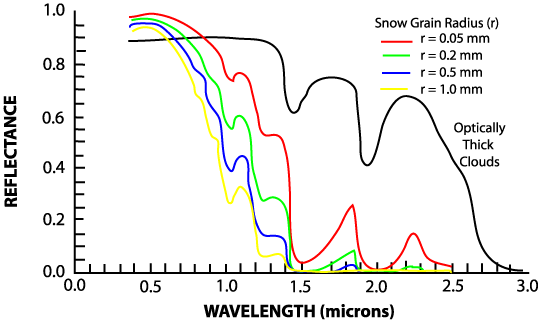 Snow Grain Radius (r)
r = 0.05 mm
r = 0.2 mm
r = 0.5 mm
r = 1.0 mm
Optically
Thick
Clouds
REFLECTANCE
1.0
0.8
0.6
0.4
0.2
0.0
0.0 0.5 1.0 1.5 2.0 2.5 3.0
WAVELENGTH (microns)